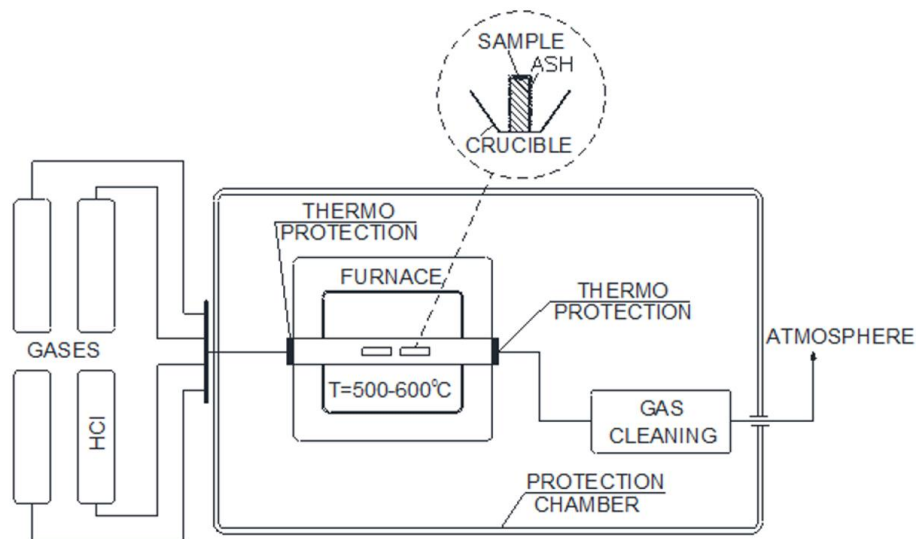 SAMPLE
ASH
CRUCIBLE
THERMO
PROTECTION
FURNACE
THERMO
PROTECTION
ATMOSPHERE
GASES
T=500-600°C
HCl
GAS
CLEANING
PROTECTION
CHAMBER